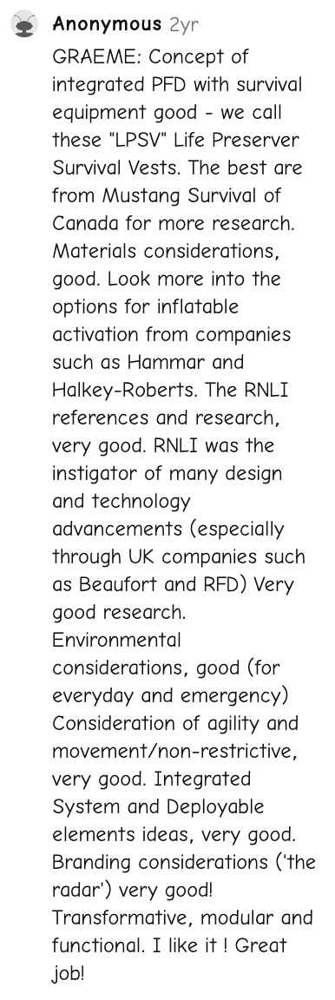 Anonymous 2yr
GRAEME: Concept of
integrated PFD with survival
equipment good - we call
these "LPSV" Life Preserver
Survival Vests. The best are
from Mustang Survival of
Canada for more research.
Materials considerations,
good. Look more into the
options for inflatable
activation from companies
such as Hammar and
Halkey-Roberts. The RNLI
references and research,
very good. RNLI was the
instigator of many design
and technology
advancements (especially
through UK companies such
as Beaufort and RFD) Very
good research.
Environmental
considerations, good (for
everyday and emergency)
Consideration of agility and
movement/non-restrictive,
very good. Integrated
System and Deployable
elements ideas, very good.
Branding considerations ('the
radar') very good!
Transformative, modular and
functional. I like it ! Great
job!